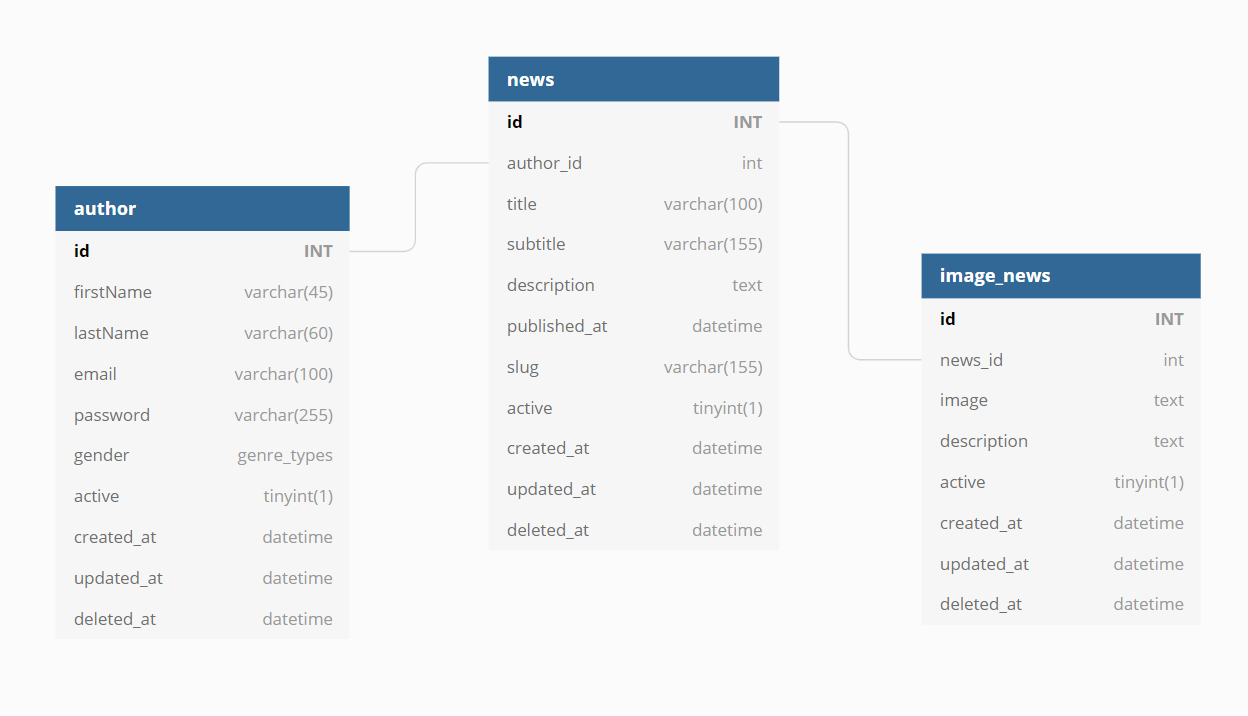 author
id INT
firstName varchar(45)
lastName varchar(60)
email varchar(100)
password varchar(255)
gender genre_types
active tinyint(1)
created_at datetime
updated_at datetime
deleted_at datetime
news
id INT
author_id int
title varchar(100)
subtitle varchar(155)
description text
published_at datetime
slug varchar(155)
active tinyint(1)
created_at datetime
updated_at datetime
deleted_at datetime
image_news
id INT
news_id int
image text
description text
active tinyint(1)
created_at datetime
updated_at datetime
deleted_at datetime